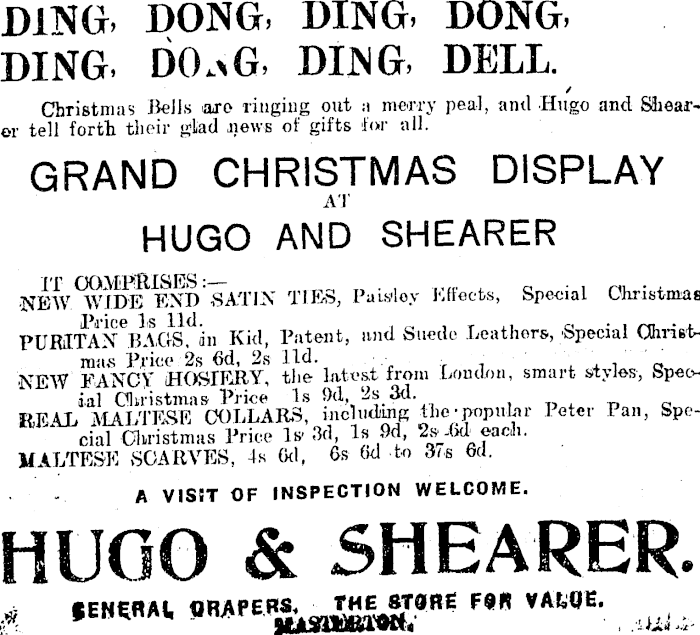 DING, DONG, DING, DONG,
DING, DONG, DING, DELL.
Christmas Bells are ringing out a merry peal, and Hugo and Shear-
er tell forth their glad news of gifts for all.
GRAND CHRISTMAS DISPLAY
AT
HUGO AND SHEARER
IT COMPRISES:—
NEW WIDE END SATIN TIES, Paisley Effects, Special Christmas
Price 1s 11d.
PURITAN BAGS, in Kid, Patent, and Suede Leathers, Special Christ-
mas Price 2s 6d, 2s 11d.
NEW FANCY HOSIERY, the latest from London, smart styles, Spec-
ial Christmas Price 1s 9d, 2s 3d.
REAL MALTESE COLLARS, including the popular Peter Pan, Spe-
cial Christmas Price 1s 3d, 1s 9d, 2s 6d each.
MALTESE SCARVES, 4s 6d, 6s 6d to 37s 6d.
A VISIT OF INSPECTION WELCOME.
HUGO & SHEARER.
GENERAL DRAPERS, THE STORE FOR VALUE.
MASTERTON.